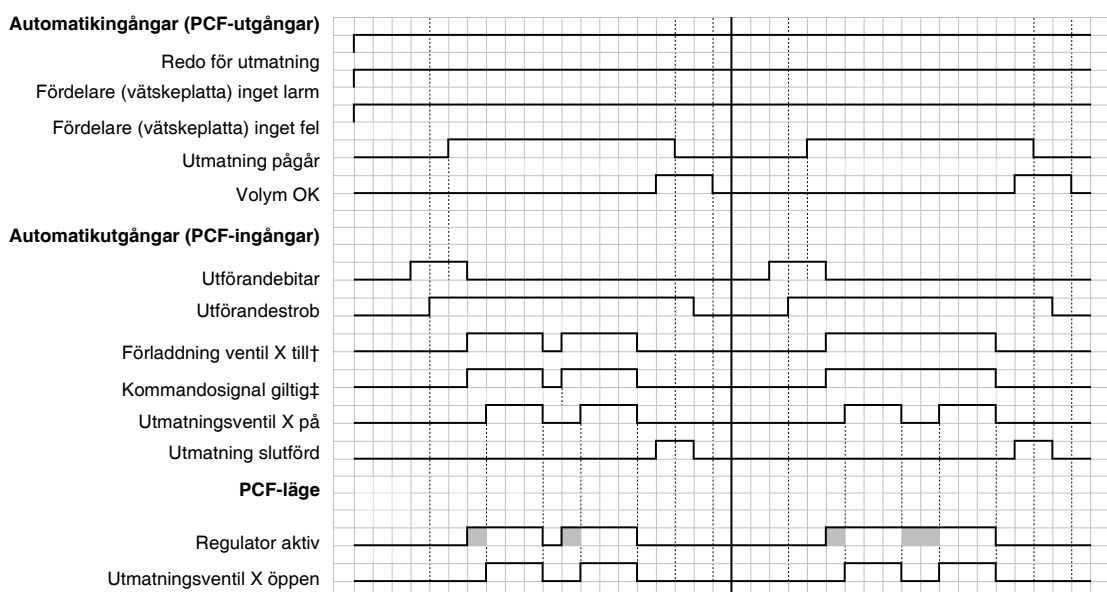 Automatikingångar (PCF-utgångar)
Redo för utmatning
Fördelare (vätskeplatta) inget larm
Fördelare (vätskeplatta) inget fel
Utmatning pågår
Volym OK
Automatikutgångar (PCF-ingångar)
Utförandebitar
Utförandestrob
Förladdning ventil X till†
Kommandosignal giltig‡
Utmatningsventil X på
Utmatning slutförd
PCF-läge
Regulator aktiv
Utmatningsventil X öppen